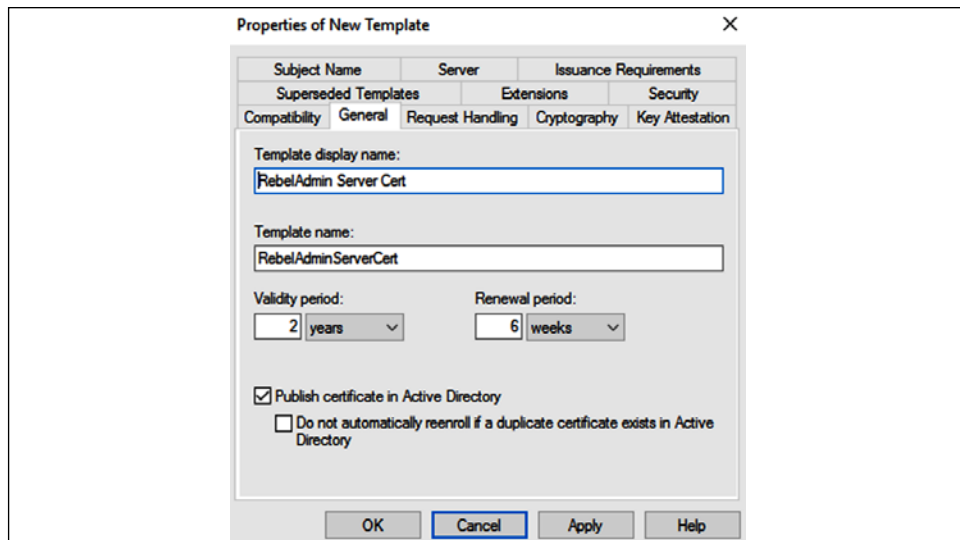 Properties of New Template
Subject Name Server Issuance Requirements
Superseded Templates Extensions Security
Compatibility General Request Handling Cryptography Key Attestation
Template display name:
RebelAdmin Server Cert
Template name:
RebelAdminServerCert
Validity period: Renewal period:
2 years 6 weeks
Publish certificate in Active Directory
Do not automatically reenroll if a duplicate certificate exists in Active
Directory
OK Cancel Apply Help